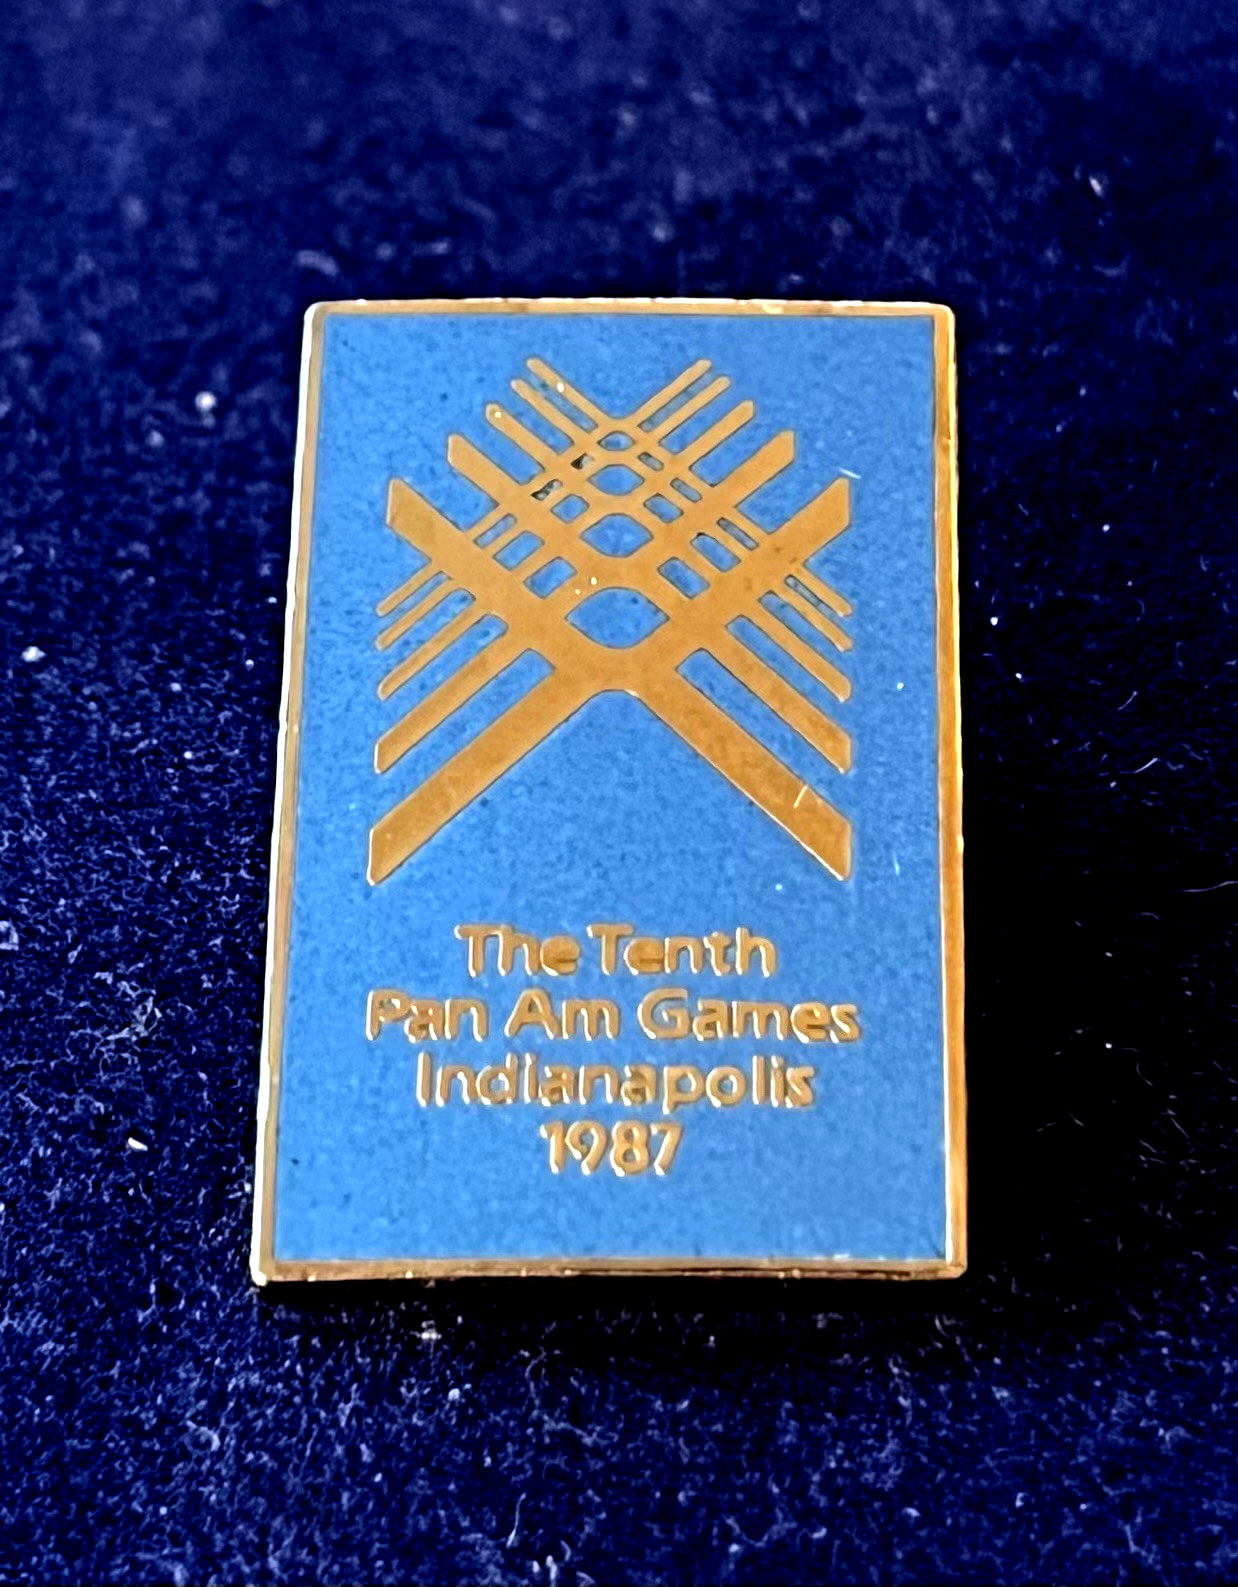 The Tenth
Pan Am Games
Indianapolis
1987